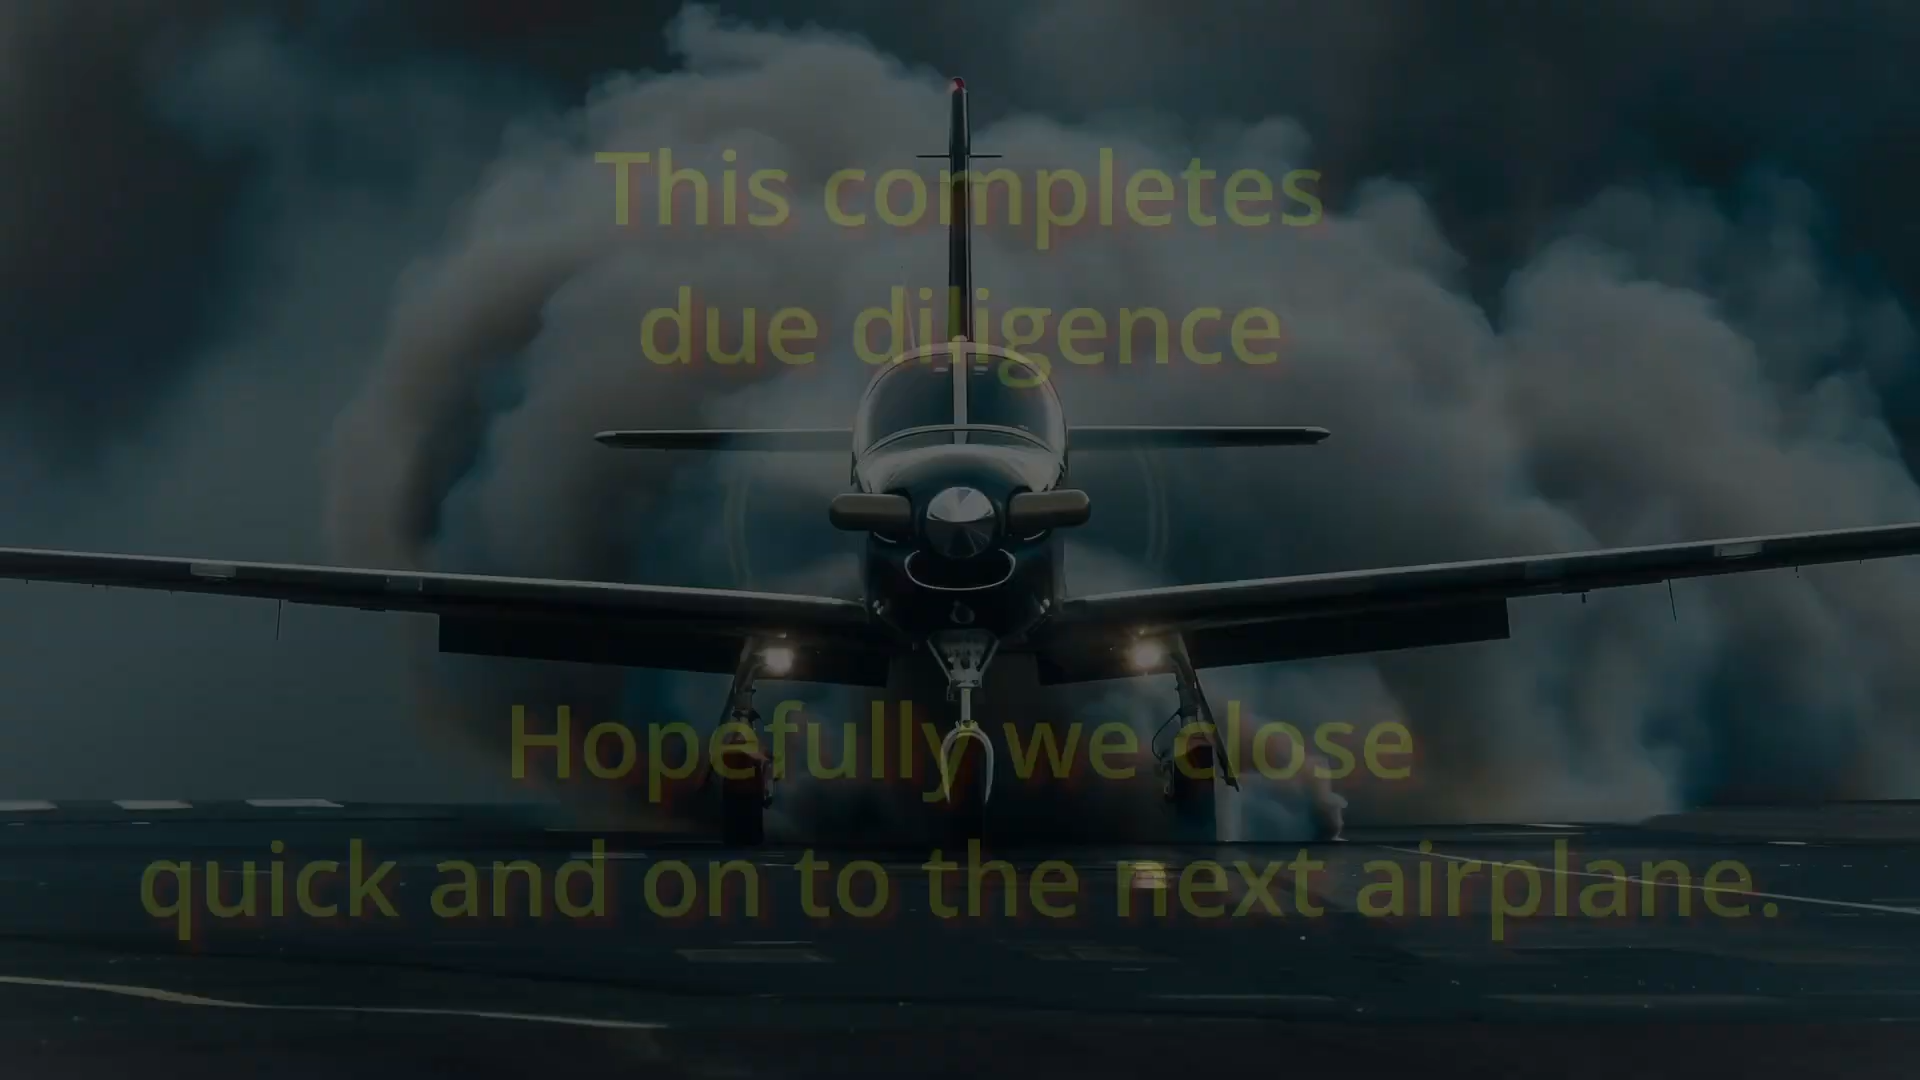 This completes
due diligence
Hopefully we close
quick and on to the next airplane.